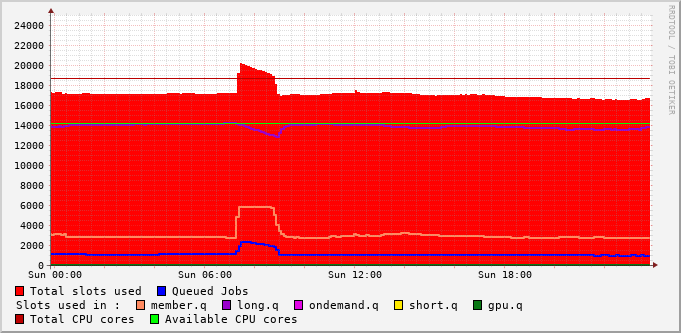 RRDTOOL / TOBI OETIKER
24000
22000
20000
18000
16000
14000
12000
10000
8000
6000
4000
2000
0
Sun 00:00 Sun 06:00 Sun 12:00 Sun 18:00
Total slots used Queued Jobs
Slots used in : member.q long.q ondemand.q short.q gpu.q
Total CPU cores Available CPU cores